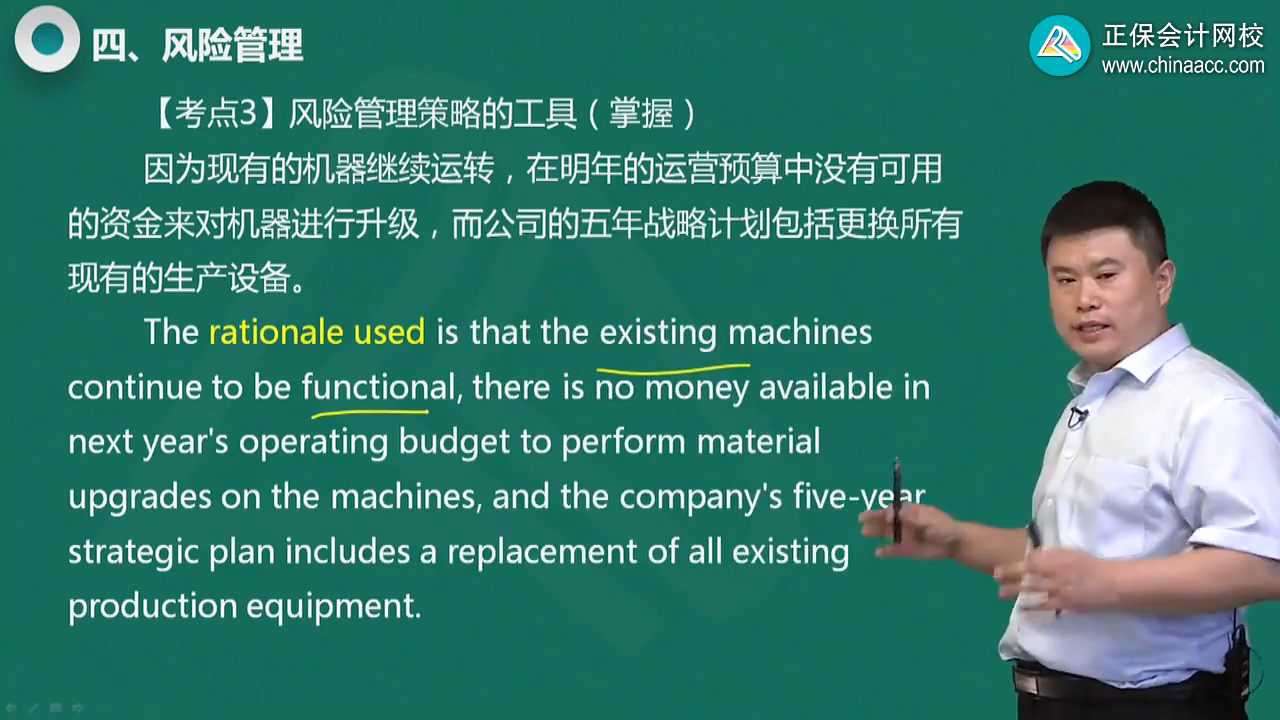 四、风险管理
正保会计网校
www.chinaacc.com
【考点3】风险管理策略的工具（掌握）
因为现有的机器继续运转，在明年的运营预算中没有可用
的资金来对机器进行升级，而公司的五年战略计划包括更换所有
现有的生产设备。
The rationale used is that the existing machines
continue to be functional, there is no money available in
next year's operating budget to perform material
upgrades on the machines, and the company's five-year
strategic plan includes a replacement of all existing
production equipment.